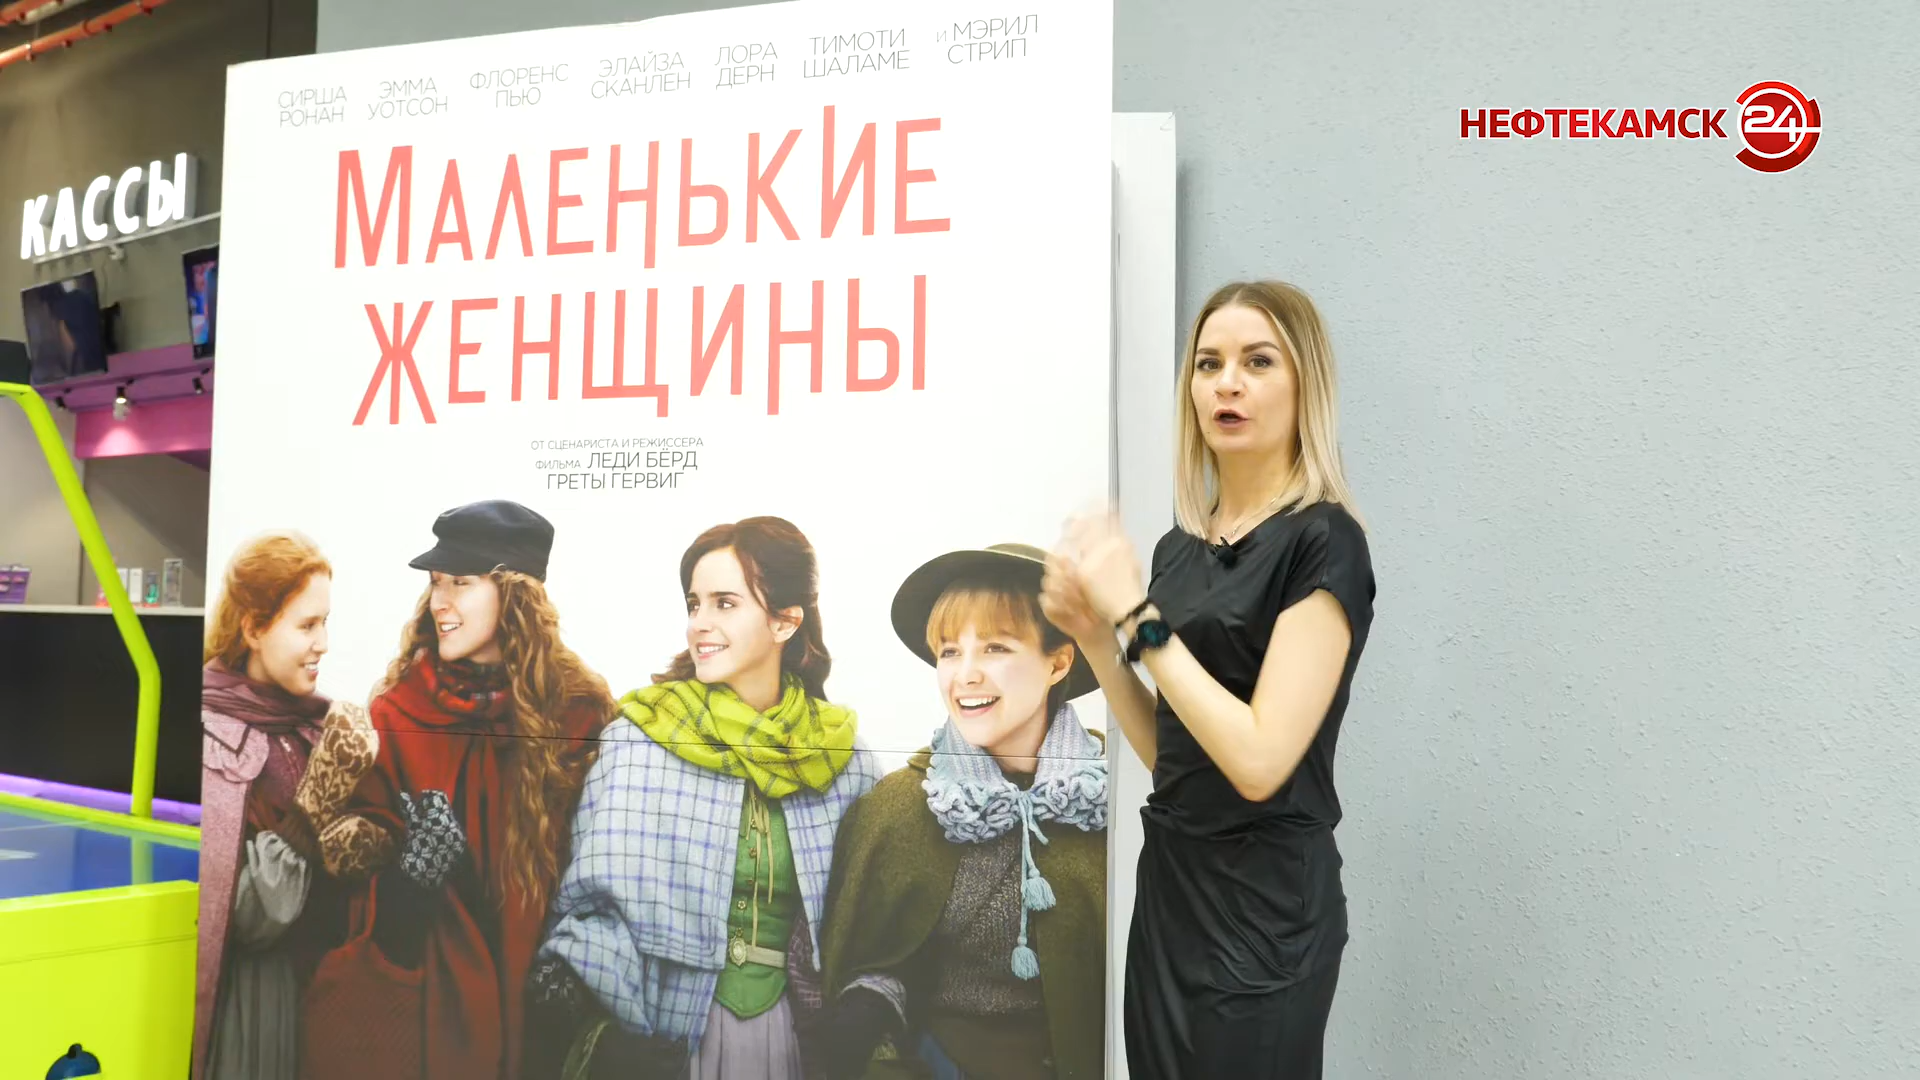 СИРША
РОНАН
ЭММА
УОТСОН
ФЛОРЕНС
ПЬЮ
ЭЛАЙЗА
СКАНЛЕН
ЛОРА
ДЕРН
ТИМОТИ
ШАЛАМЕ
И МЭРИЛ
СТРИП
МАЛЕНЬКИЕ
ЖЕНЩИНЫ
ОТ СЦЕНАРИСТА И РЕЖИССЕРА
ФИЛЬМА ЛЕДИ БЁРД
ГРЕТЫ ГЕРВИГ
КАССЫ
НЕФТЕКАМСК 24